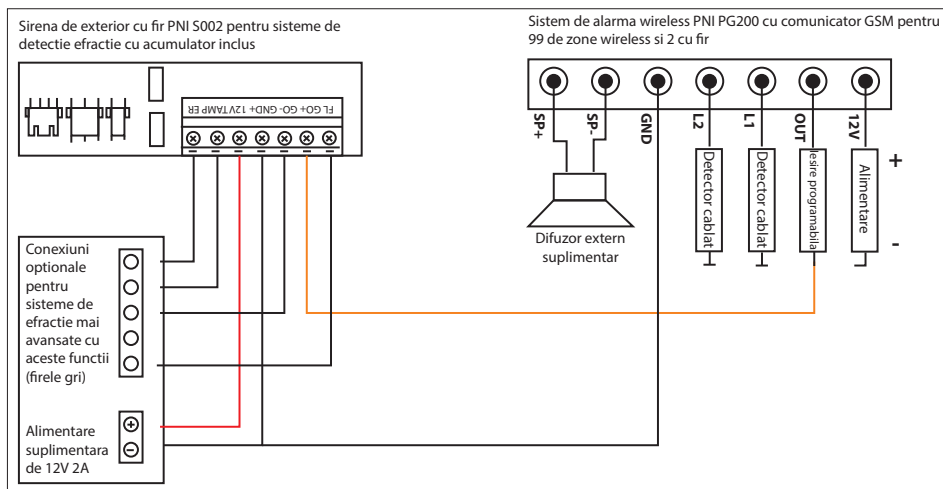 Sirena de exterior cu fir PNI S002 pentru sisteme de
detectie efractie cu acumulator inclus
Sistem de alarma wireless PNI PG200 cu comunicator GSM pentru
99 de zone wireless si 2 cu fir
FL GO+ GO- GND+ 12V TAMPER
SP+
SP-
GND
L2
L1
OUT
12V
Detector cablat
Detector cablat
Iesire programabila
Alimentare
+
-
Difuzor extern
suplimentar
Conexiuni
optionale
pentru
sisteme de
efractie mai
avansate cu
aceste functii
(firele gri)
Alimentare
suplimentara
de 12V 2A
+
-